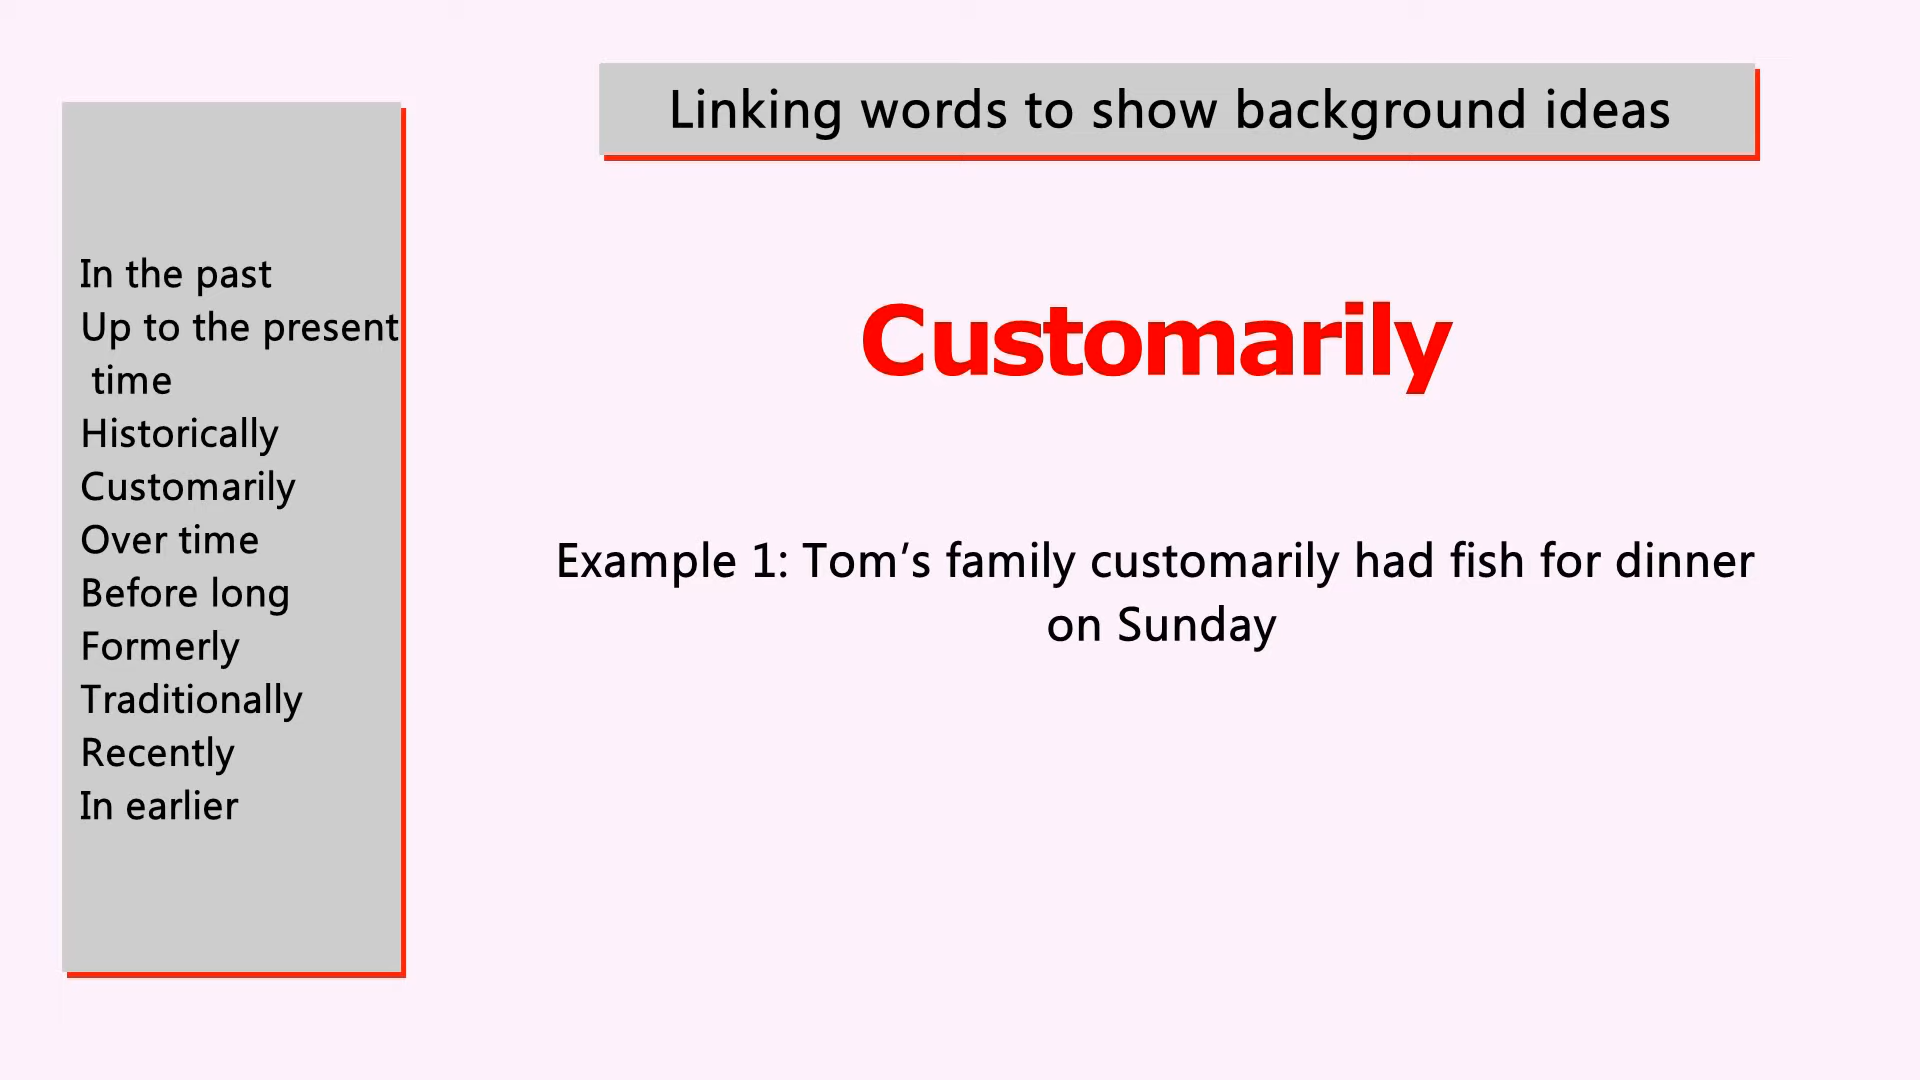 Linking words to show background ideas
In the past
Up to the present
time
Historically
Customarily
Over time
Before long
Formerly
Traditionally
Recently
In earlier
Customarily
Example 1: Tom’s family customarily had fish for dinner
on Sunday